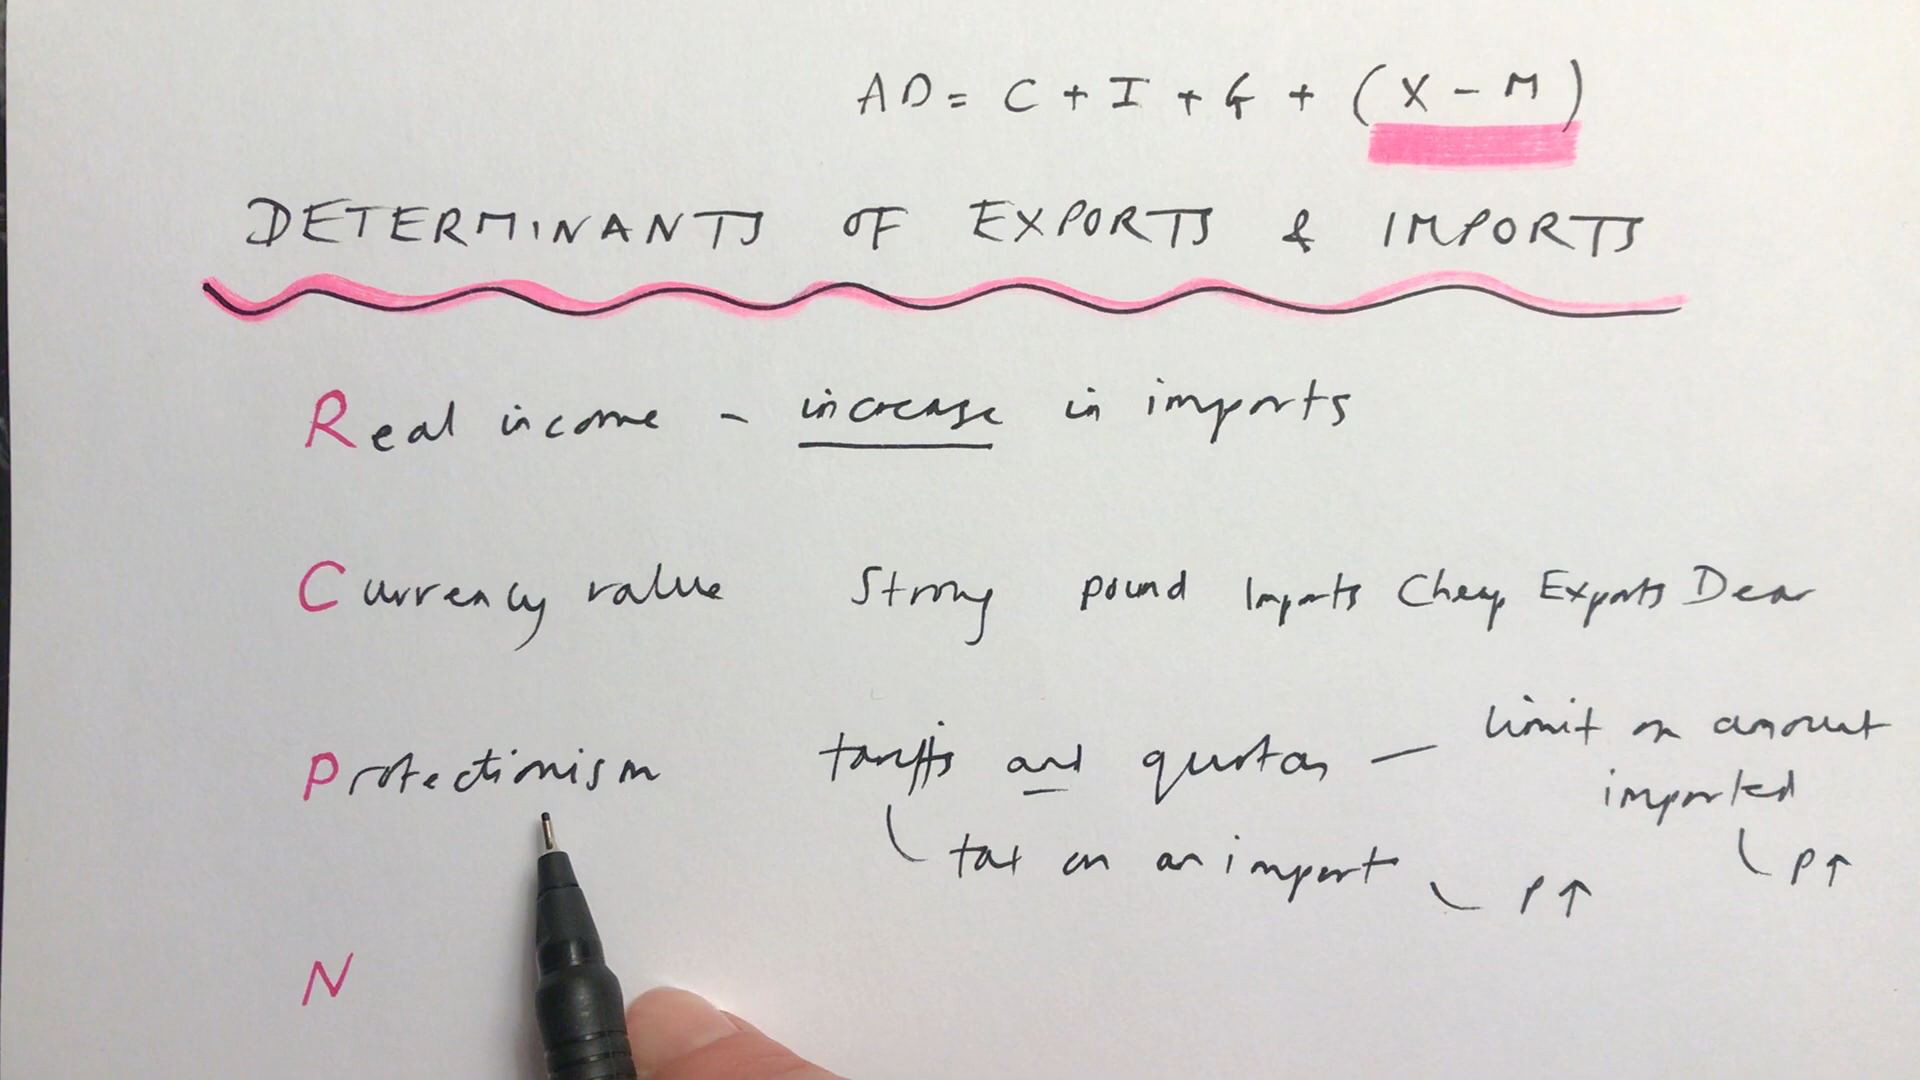 AD = C + I + G + (X - M)
DETERMINANTS OF EXPORTS & IMPORTS
Real income - increase in imports
Currency value Strong pound Imports Cheap Exports Dear
Protectionism tariffs and quotas — limit on amount
imported
tax on an import P↑ P↑
N